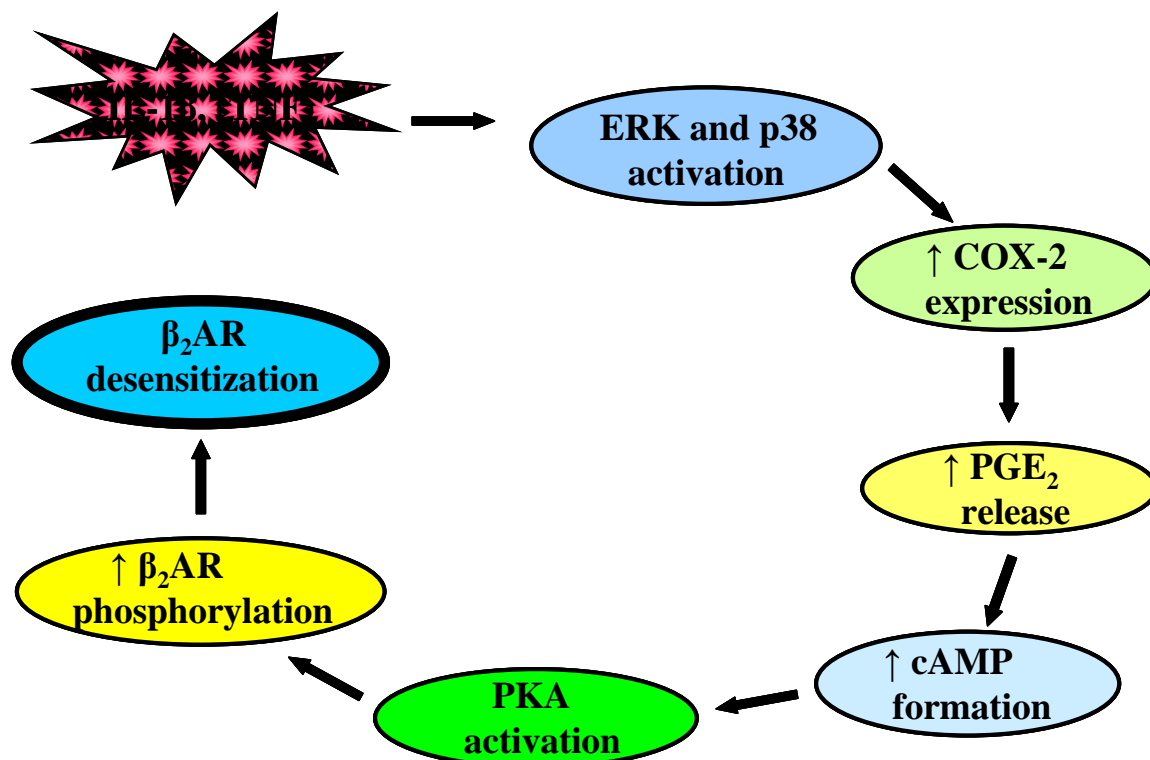 ERK and p38
activation
↑ COX-2
expression
↑ PGE₂
release
↑ cAMP
formation
PKA
activation
↑ β₂AR
phosphorylation
β₂AR
desensitization